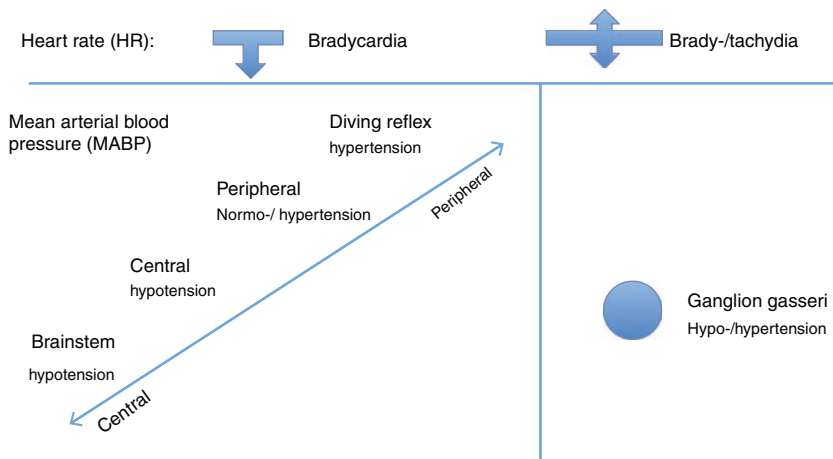 Heart rate (HR): Bradycardia Brady-/tachydia
Mean arterial blood
pressure (MABP)
Diving reflex
hypertension
Peripheral
Normo-/ hypertension
Peripheral
Central
hypotension
Brainstem
hypotension
Central
Ganglion gasseri
Hypo-/hypertension